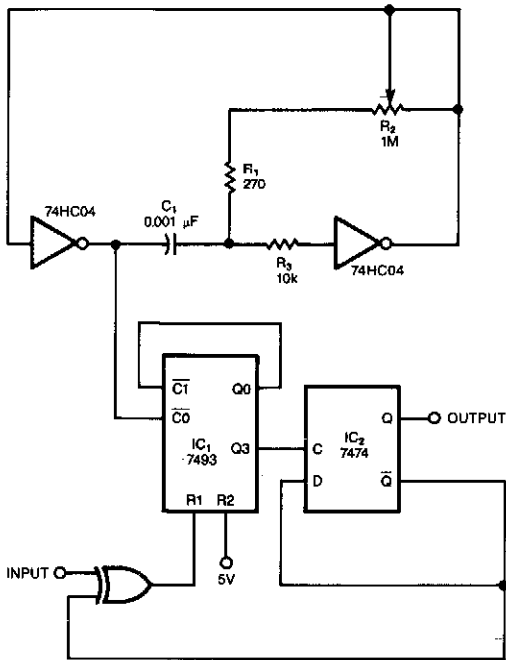 R₂
1M
R₁
270
C₁
0.001 μF
74HC04
R₃
10k
74HC04
C1
Q0
C0
IC₁
7493
Q3
R1 R2
C
IC₂
7474
Q
OUTPUT
D
Q
INPUT
5V